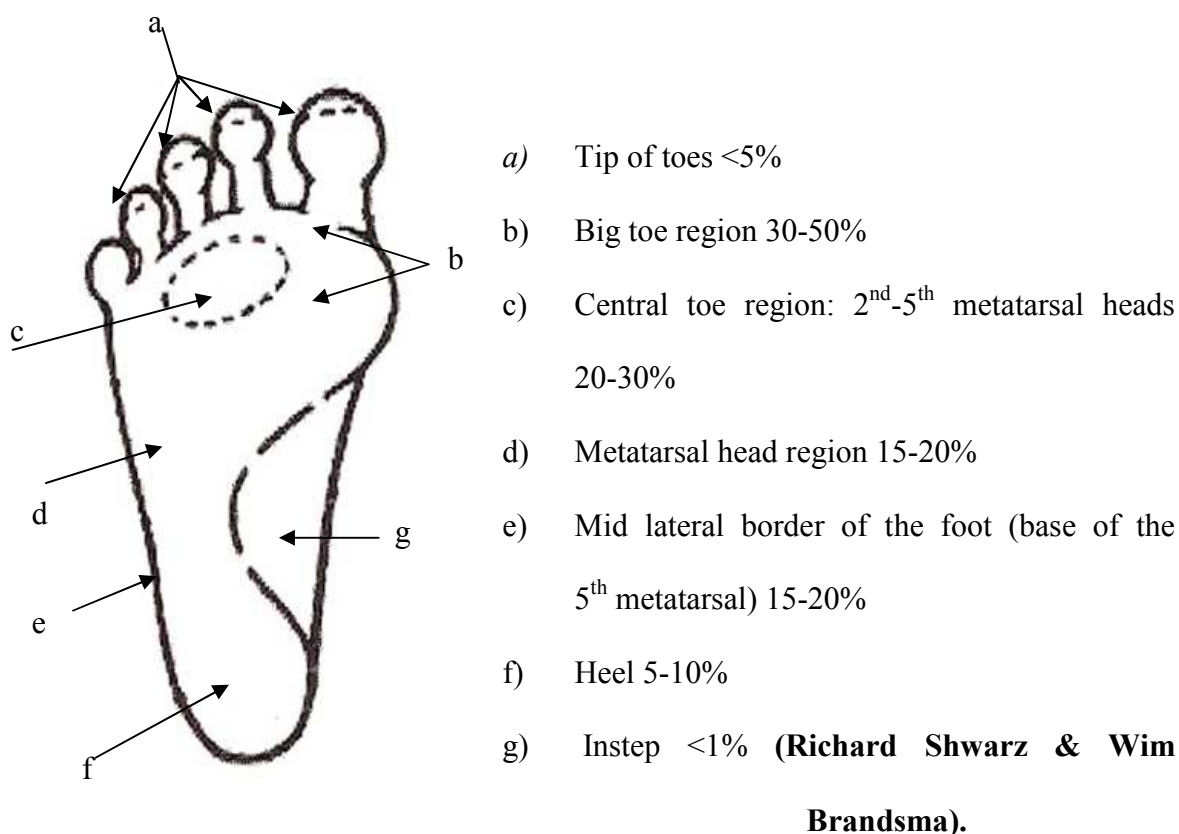 a
b
c
d
e
f
g
a) Tip of toes <5%
b) Big toe region 30-50%
c) Central toe region: 2nd-5th metatarsal heads
20-30%
d) Metatarsal head region 15-20%
e) Mid lateral border of the foot (base of the
5th metatarsal) 15-20%
f) Heel 5-10%
g) Instep <1% (Richard Shwarz & Wim
Brandsma).